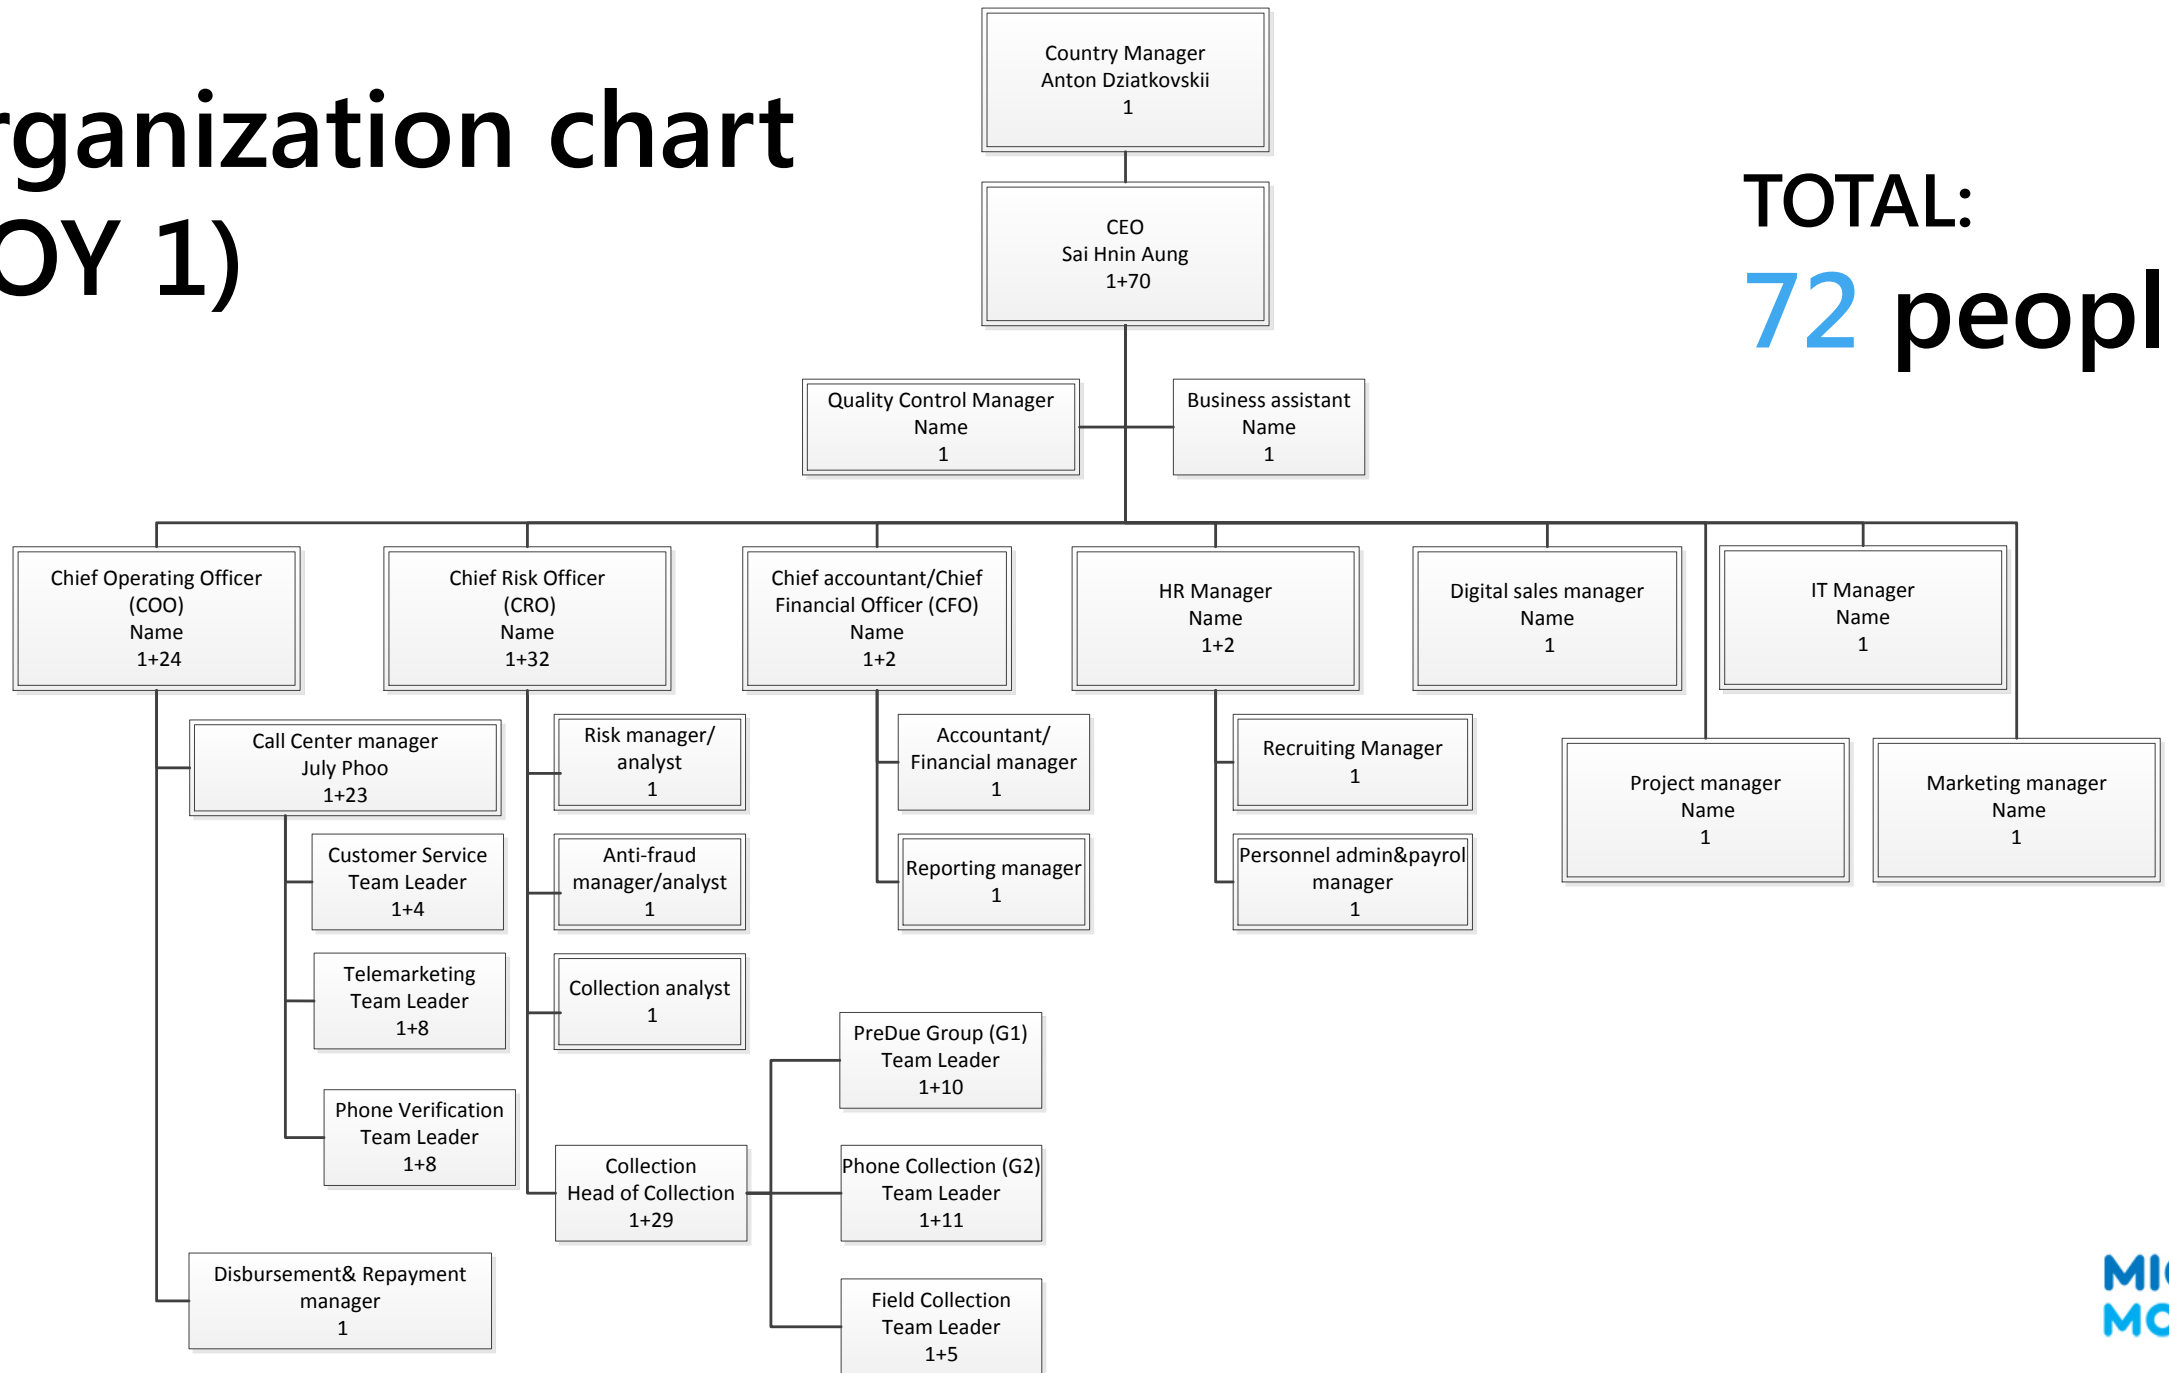 rganization chart
OY 1)
TOTAL:
72 peopl
Country Manager
Anton Dziatkovskii
1
CEO
Sai Hnin Aung
1+70
Quality Control Manager
Name
1
Business assistant
Name
1
Chief Operating Officer
(COO)
Name
1+24
Chief Risk Officer
(CRO)
Name
1+32
Chief accountant/Chief
Financial Officer (CFO)
Name
1+2
HR Manager
Name
1+2
Digital sales manager
Name
1
IT Manager
Name
1
Project manager
Name
1
Marketing manager
Name
1
Call Center manager
July Phoo
1+23
Customer Service
Team Leader
1+4
Telemarketing
Team Leader
1+8
Phone Verification
Team Leader
1+8
Disbursement& Repayment
manager
1
Risk manager/
analyst
1
Anti-fraud
manager/analyst
1
Collection analyst
1
Collection
Head of Collection
1+29
PreDue Group (G1)
Team Leader
1+10
Phone Collection (G2)
Team Leader
1+11
Field Collection
Team Leader
1+5
Accountant/
Financial manager
1
Reporting manager
1
Recruiting Manager
1
Personnel admin&payrol
manager
1